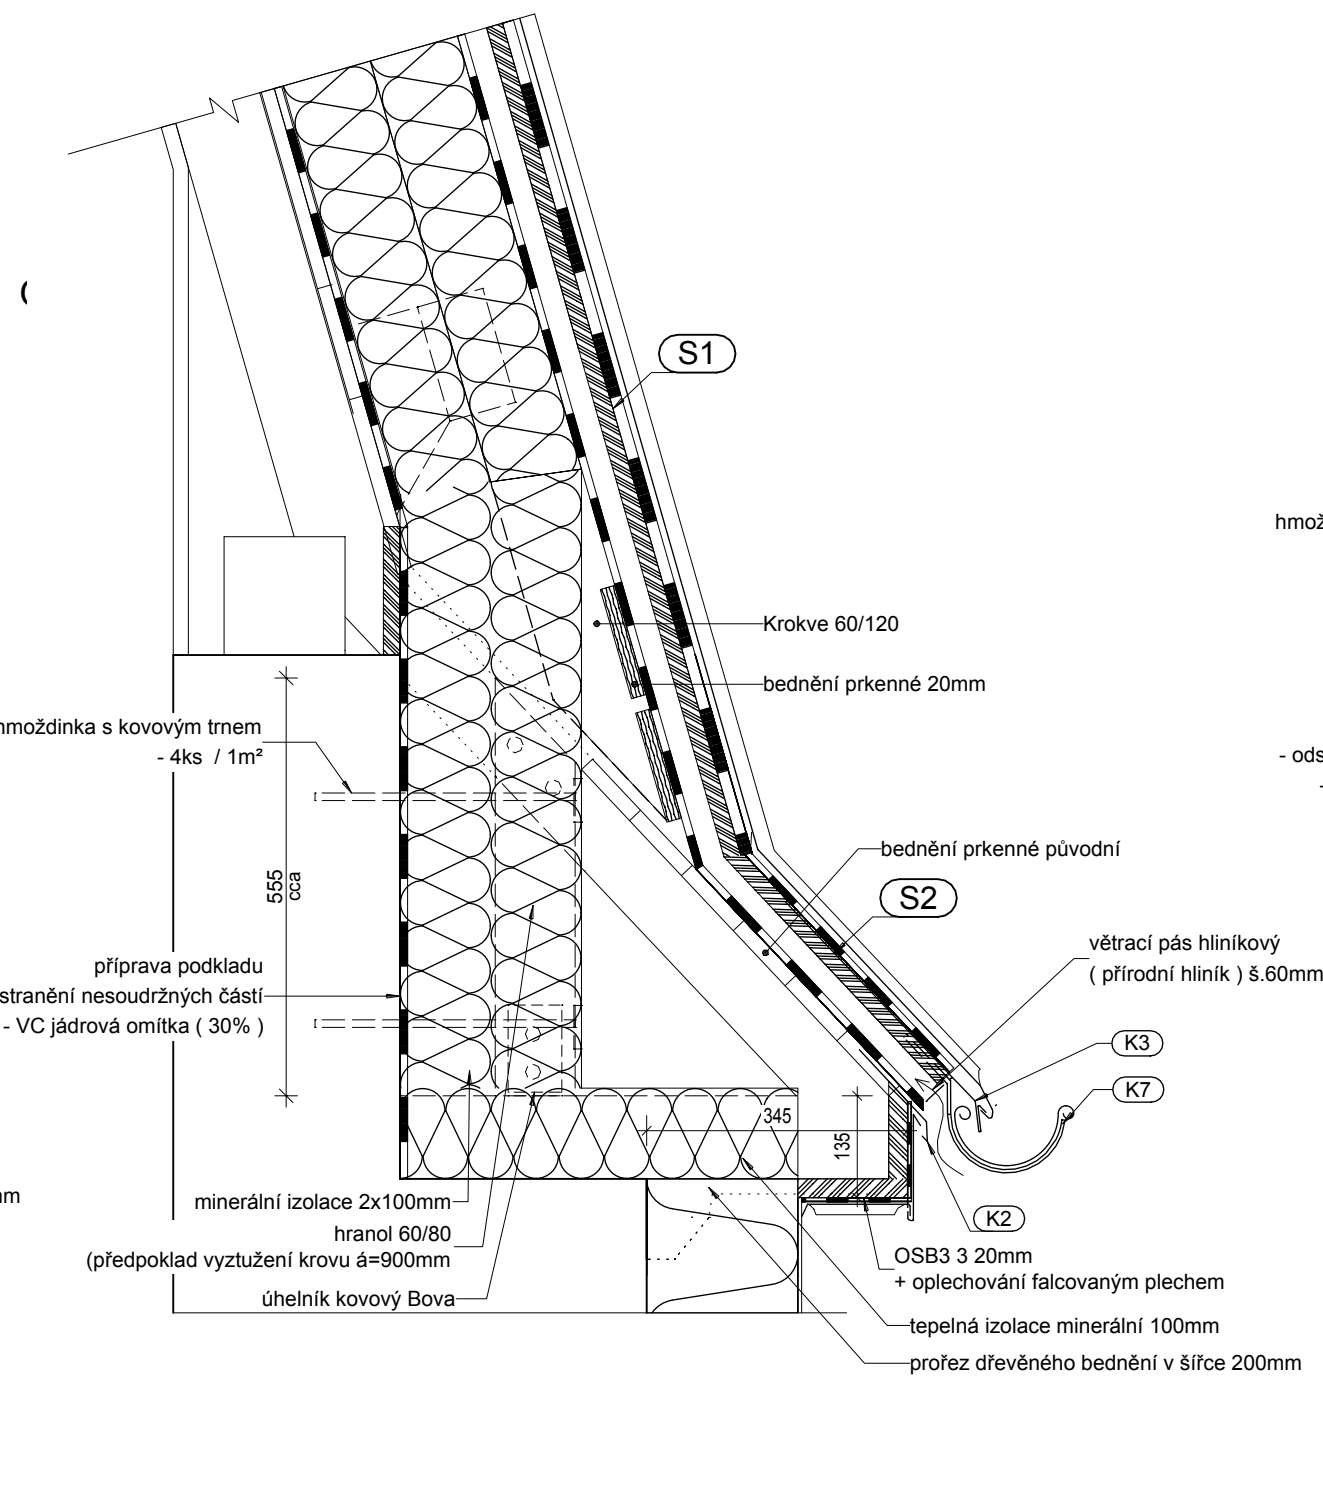 S1
hmož
Krokve 60/120
bednění prkenné 20mm
hmoždinka s kovovým trnem
- 4ks / 1m²
- ods
-
bednění prkenné původní
555
cca
S2
větrací pás hliníkový
( přírodní hliník ) š.60mm
příprava podkladu
stranění nesoudržných částí
- VC jádrová omítka ( 30% )
K3
K7
345
135
K2
minerální izolace 2x100mm
hranol 60/80
(předpoklad vyztužení krovu á=900mm
úhelník kovový Bova
OSB3 3 20mm
+ oplechování falcovaným plechem
tepelná izolace minerální 100mm
prořez dřevěného bednění v šířce 200mm